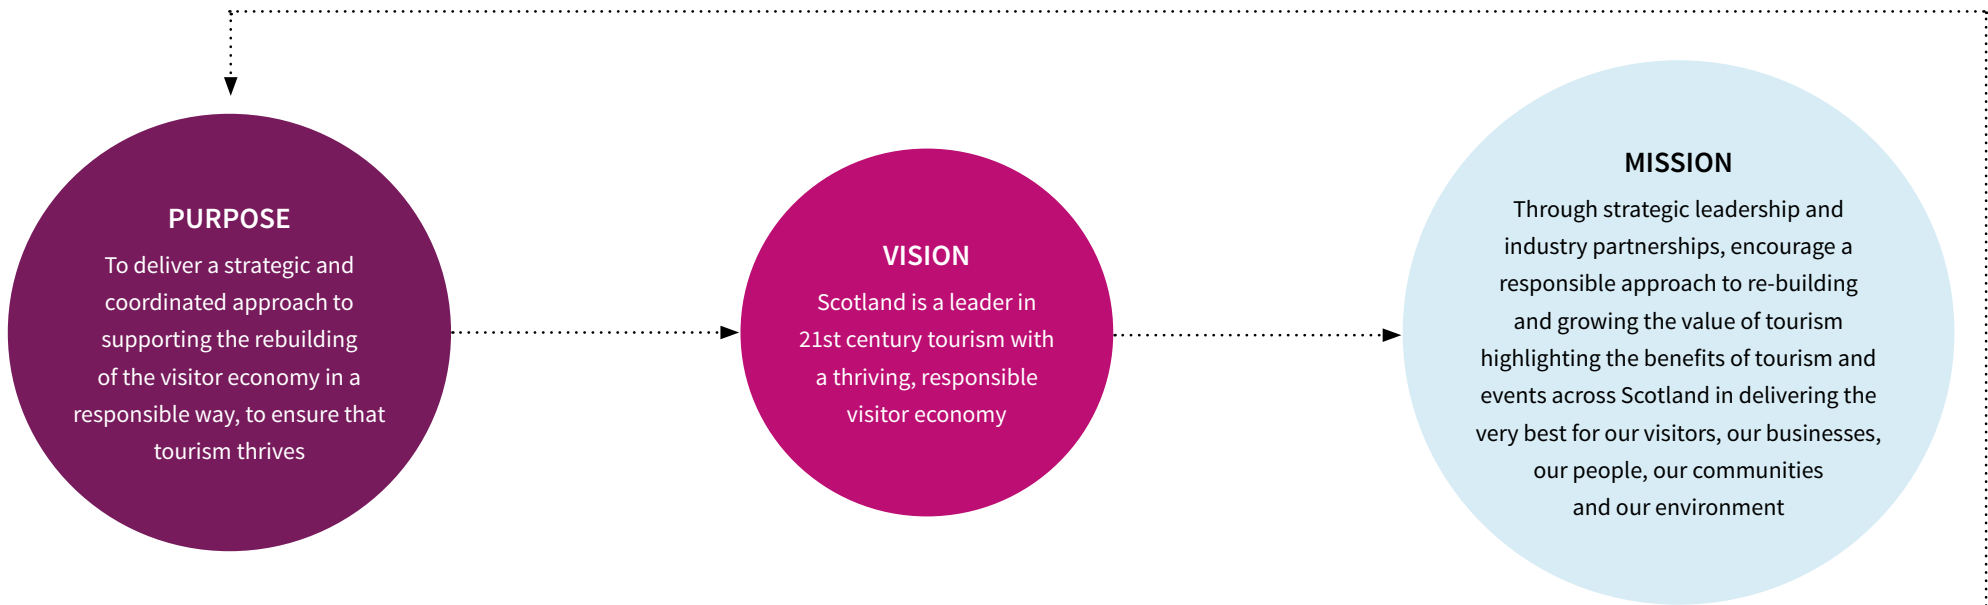 PURPOSE
To deliver a strategic and
coordinated approach to
supporting the rebuilding
of the visitor economy in a
responsible way, to ensure that
tourism thrives
VISION
Scotland is a leader in
21st century tourism with
a thriving, responsible
visitor economy
MISSION
Through strategic leadership and
industry partnerships, encourage a
responsible approach to re-building
and growing the value of tourism
highlighting the benefits of tourism and
events across Scotland in delivering the
very best for our visitors, our businesses,
our people, our communities
and our environment